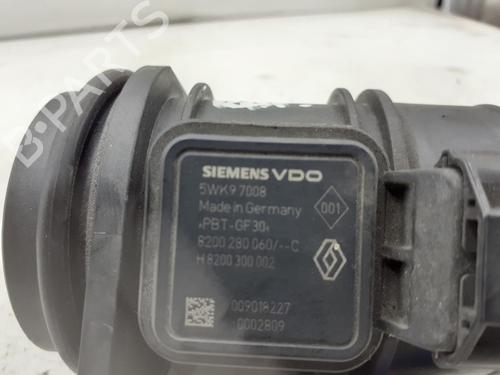 B-PARTS
SIEMENS VDO
5WK9 7008
Made in Germany
001
>PBT-GF30<
8200 280 060/--C
H 8200 300 002
009018227
0002809